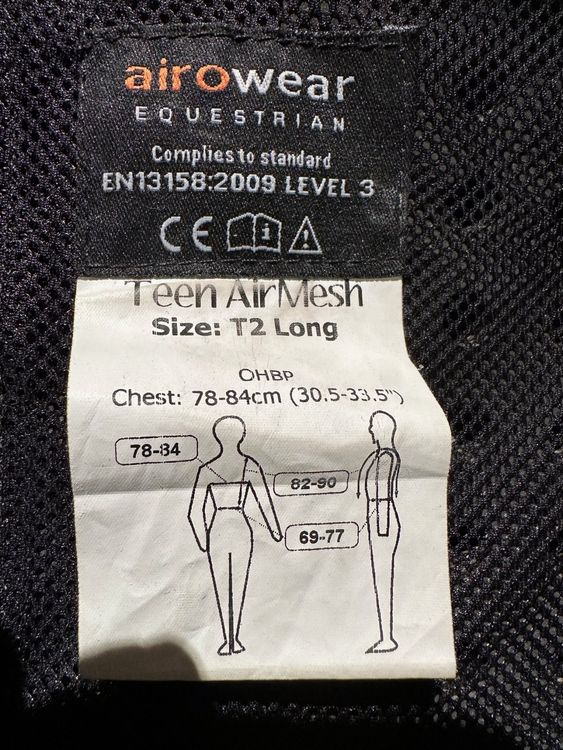 airowear
EQUESTRIAN
Complies to standard
EN13158:2009 LEVEL 3
CE i
Teen AirMesh
Size: T2 Long
OHBP
Chest: 78-84cm (30.5-33.5")
78-84
82-90
69-77